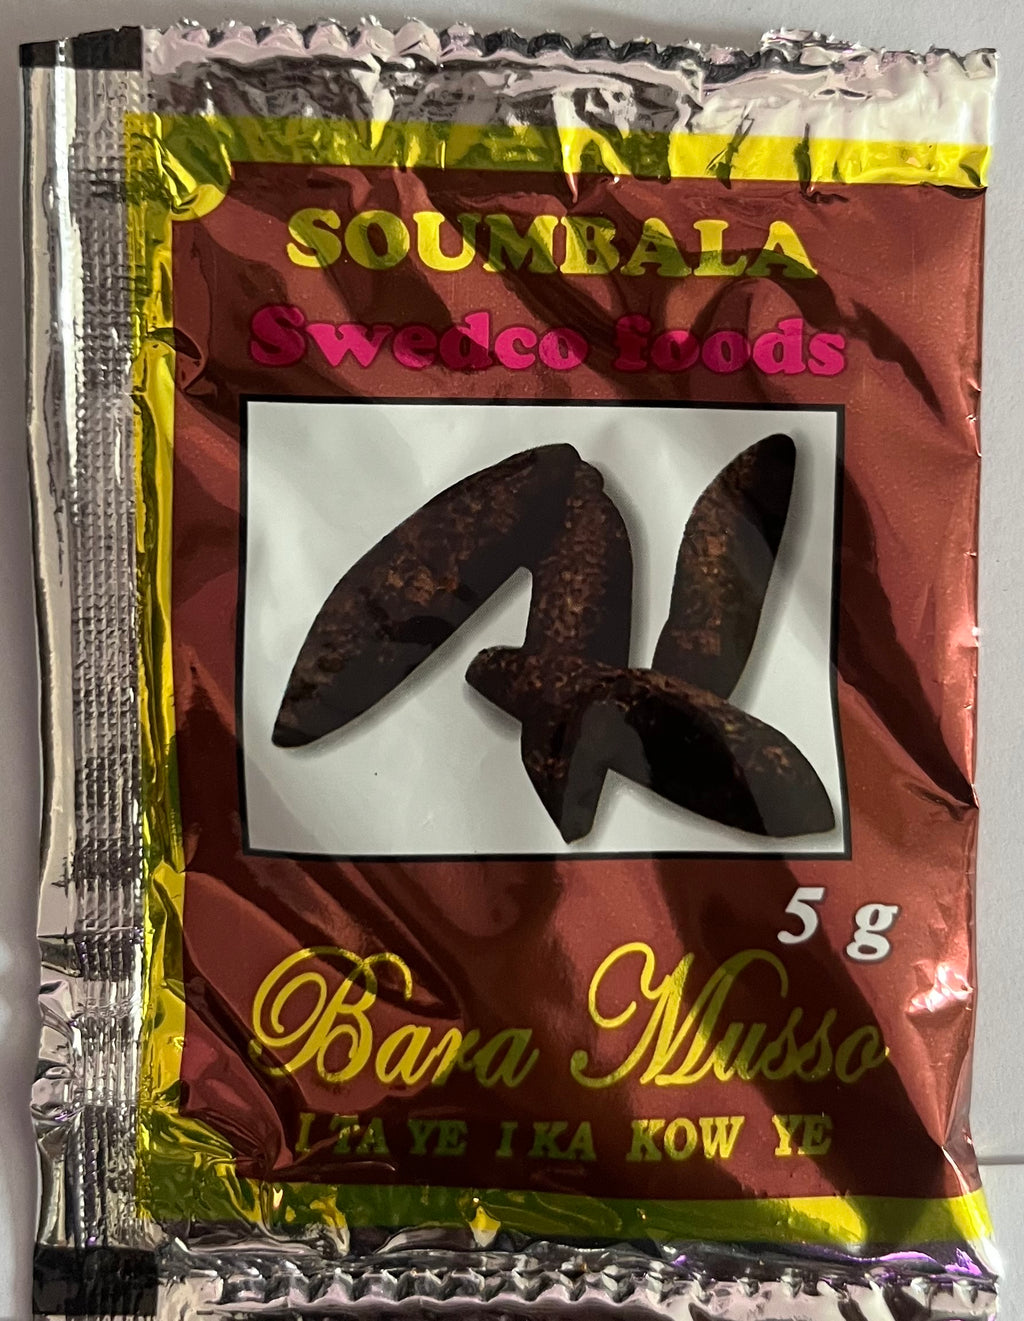 SOUMBALA
Swedco foods
5 g
Bara Musso
I TA YE I KA KOW YE